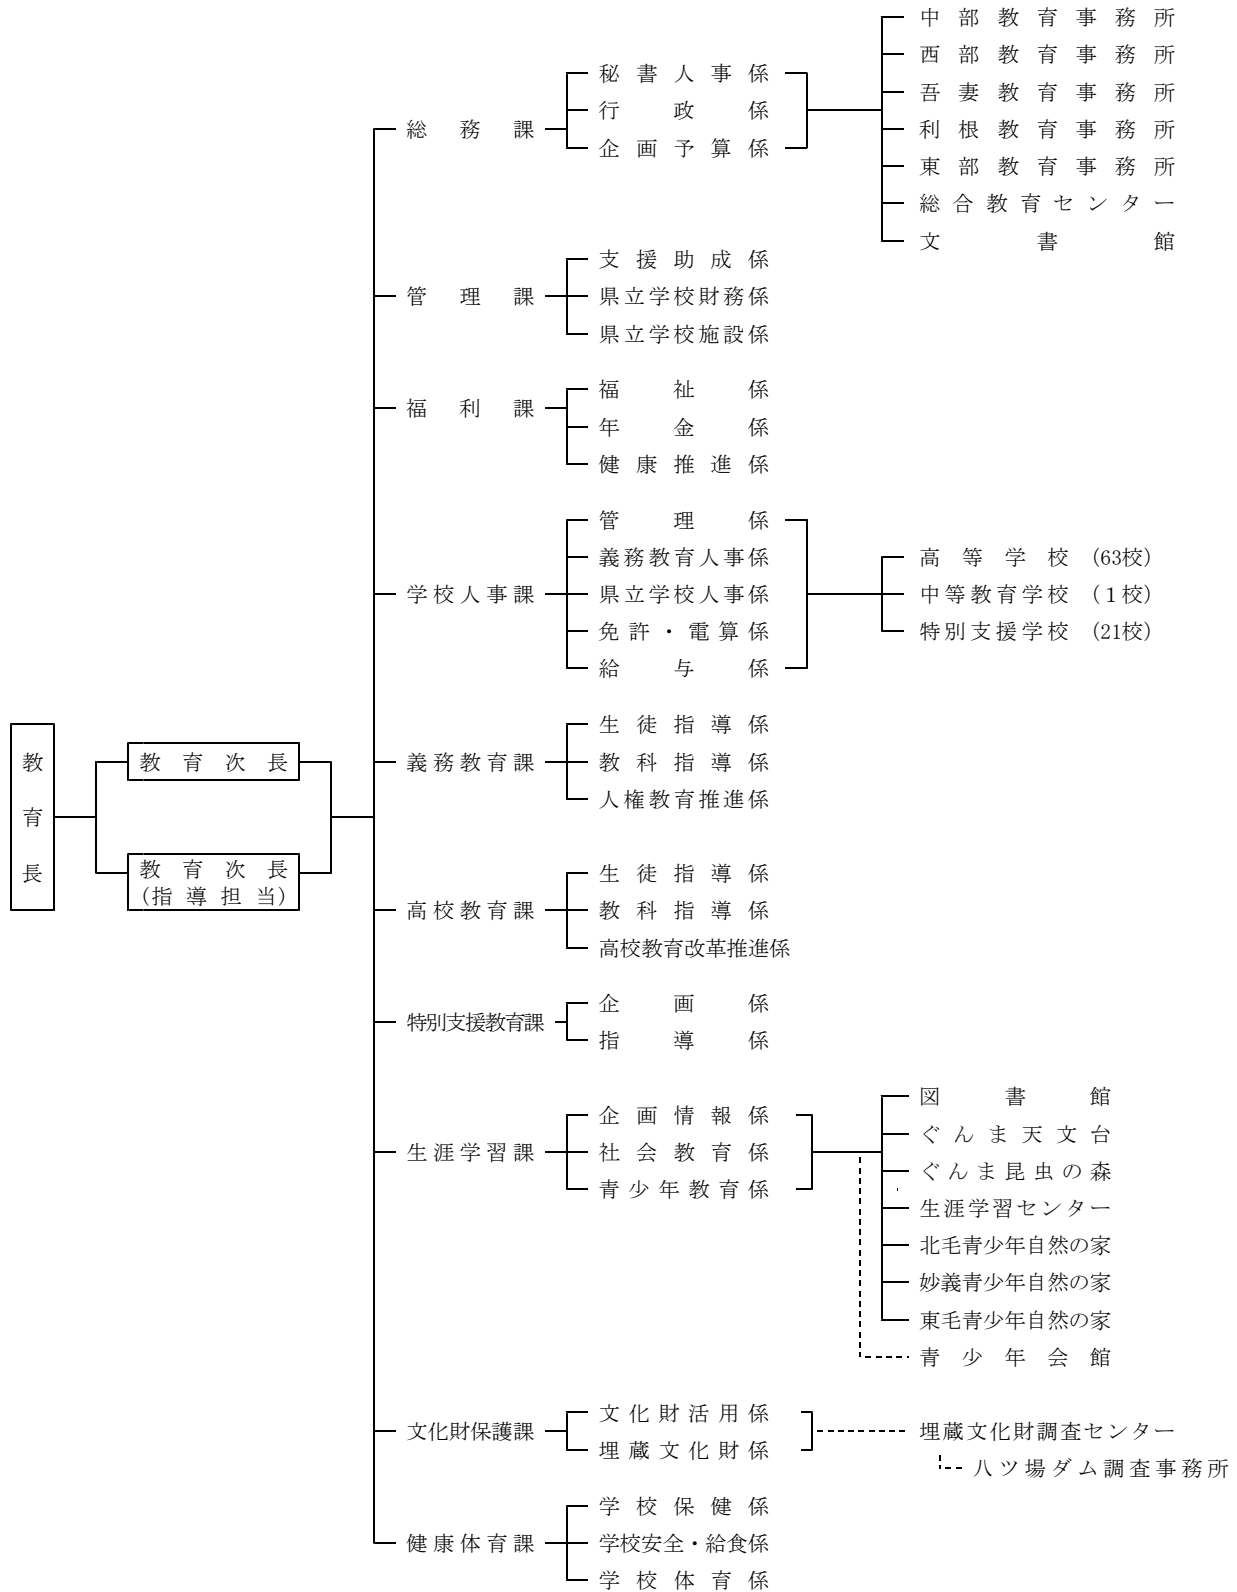 教育長
教育次長
教育次長
(指導担当)
総務課
秘書人事係
行政係
企画予算係
中部教育事務所
西部教育事務所
吾妻教育事務所
利根教育事務所
東部教育事務所
総合教育センター
文書館
管理課
支援助成係
県立学校財務係
県立学校施設係
福利課
福祉係
年金係
健康推進係
学校人事課
管理係
義務教育人事係
県立学校人事係
免許・電算係
給与係
高等学校 (63校)
中等教育学校 (1校)
特別支援学校 (21校)
義務教育課
生徒指導係
教科指導係
人権教育推進係
高校教育課
生徒指導係
教科指導係
高校教育改革推進係
特別支援教育課
企画係
指導係
生涯学習課
企画情報係
社会教育係
青少年教育係
図書館
ぐんま天文台
ぐんま昆虫の森
生涯学習センター
北毛青少年自然の家
妙義青少年自然の家
東毛青少年自然の家
青少年会館
文化財保護課
文化財活用係
埋蔵文化財係
埋蔵文化財調査センター
八ツ場ダム調査事務所
健康体育課
学校保健係
学校安全・給食係
学校体育係